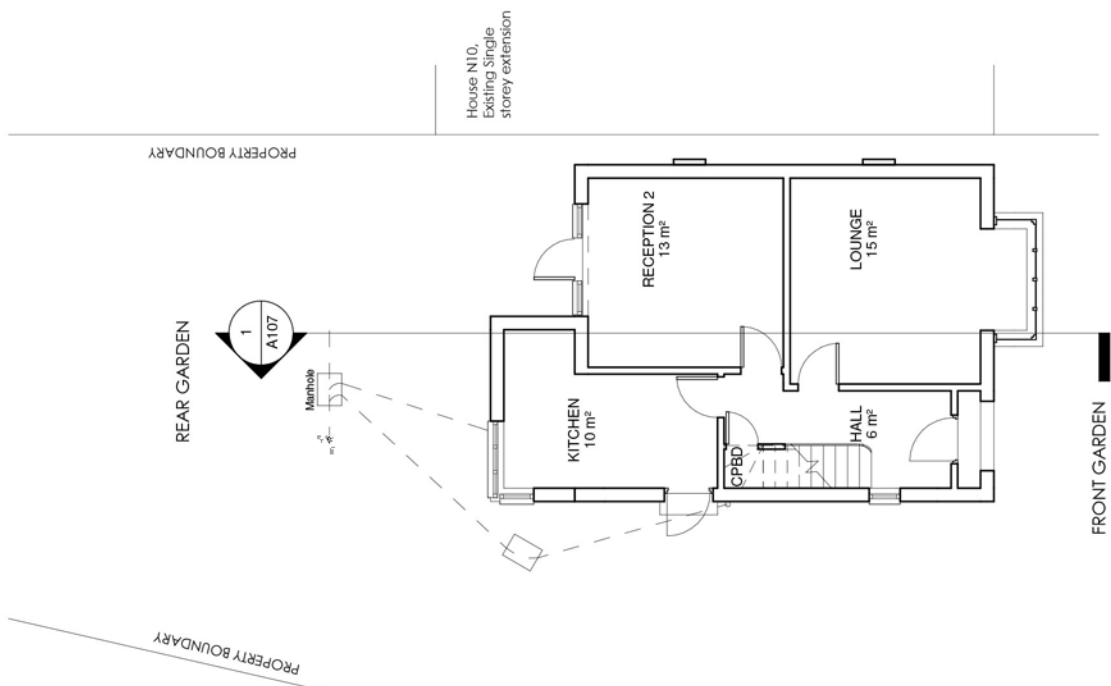 House N10,
Existing Single
storey extension
PROPERTY BOUNDARY
REAR GARDEN
1
A107
Manhole
RECEPTION 2
13 m²
LOUNGE
15 m²
KITCHEN
10 m²
CPBD
HALL
6 m²
FRONT GARDEN
PROPERTY BOUNDARY